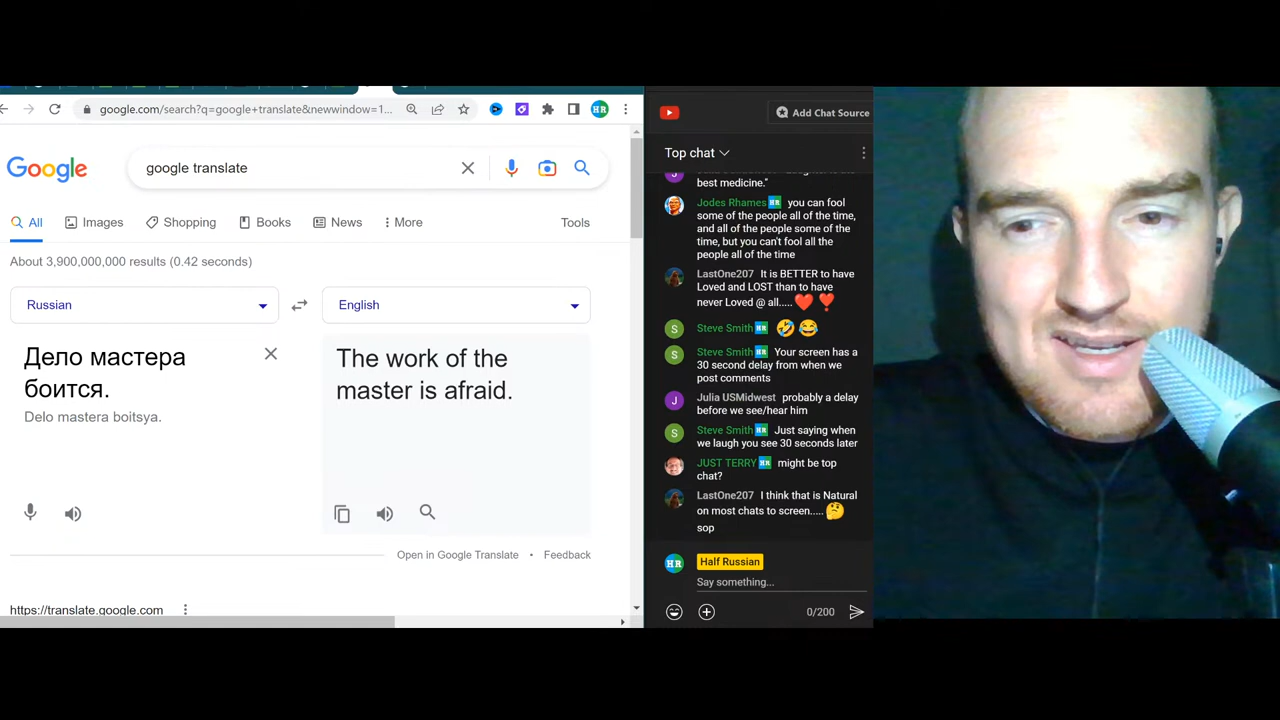 google.com/search?q=google+translate&newwindow=1...
Google
google translate
All
Images
Shopping
Books
News
More
Tools
About 3,900,000,000 results (0.42 seconds)
Russian
English
Дело мастера
боится.
Delo mastera boitsya.
The work of the
master is afraid.
Open in Google Translate
•
Feedback
https://translate.google.com
Add Chat Source
Top chat
best medicine."
Jodes Rhames HR you can fool
some of the people all of the time,
and all of the people some of the
time, but you can't fool all the
people all of the time
LastOne207 It is BETTER to have
Loved and LOST than to have
never Loved @ all..... ❤️ ❣️
S Steve Smith HR 🤣 😂
S Steve Smith HR Your screen has a
30 second delay from when we
post comments
J Julia USMidwest probably a delay
before we see/hear him
S Steve Smith HR Just saying when
we laugh you see 30 seconds later
JUST TERRY HR might be top
chat?
LastOne207 I think that is Natural
on most chats to screen..... 🤔
sop
HR Half Russian
Say something...
0/200
HR